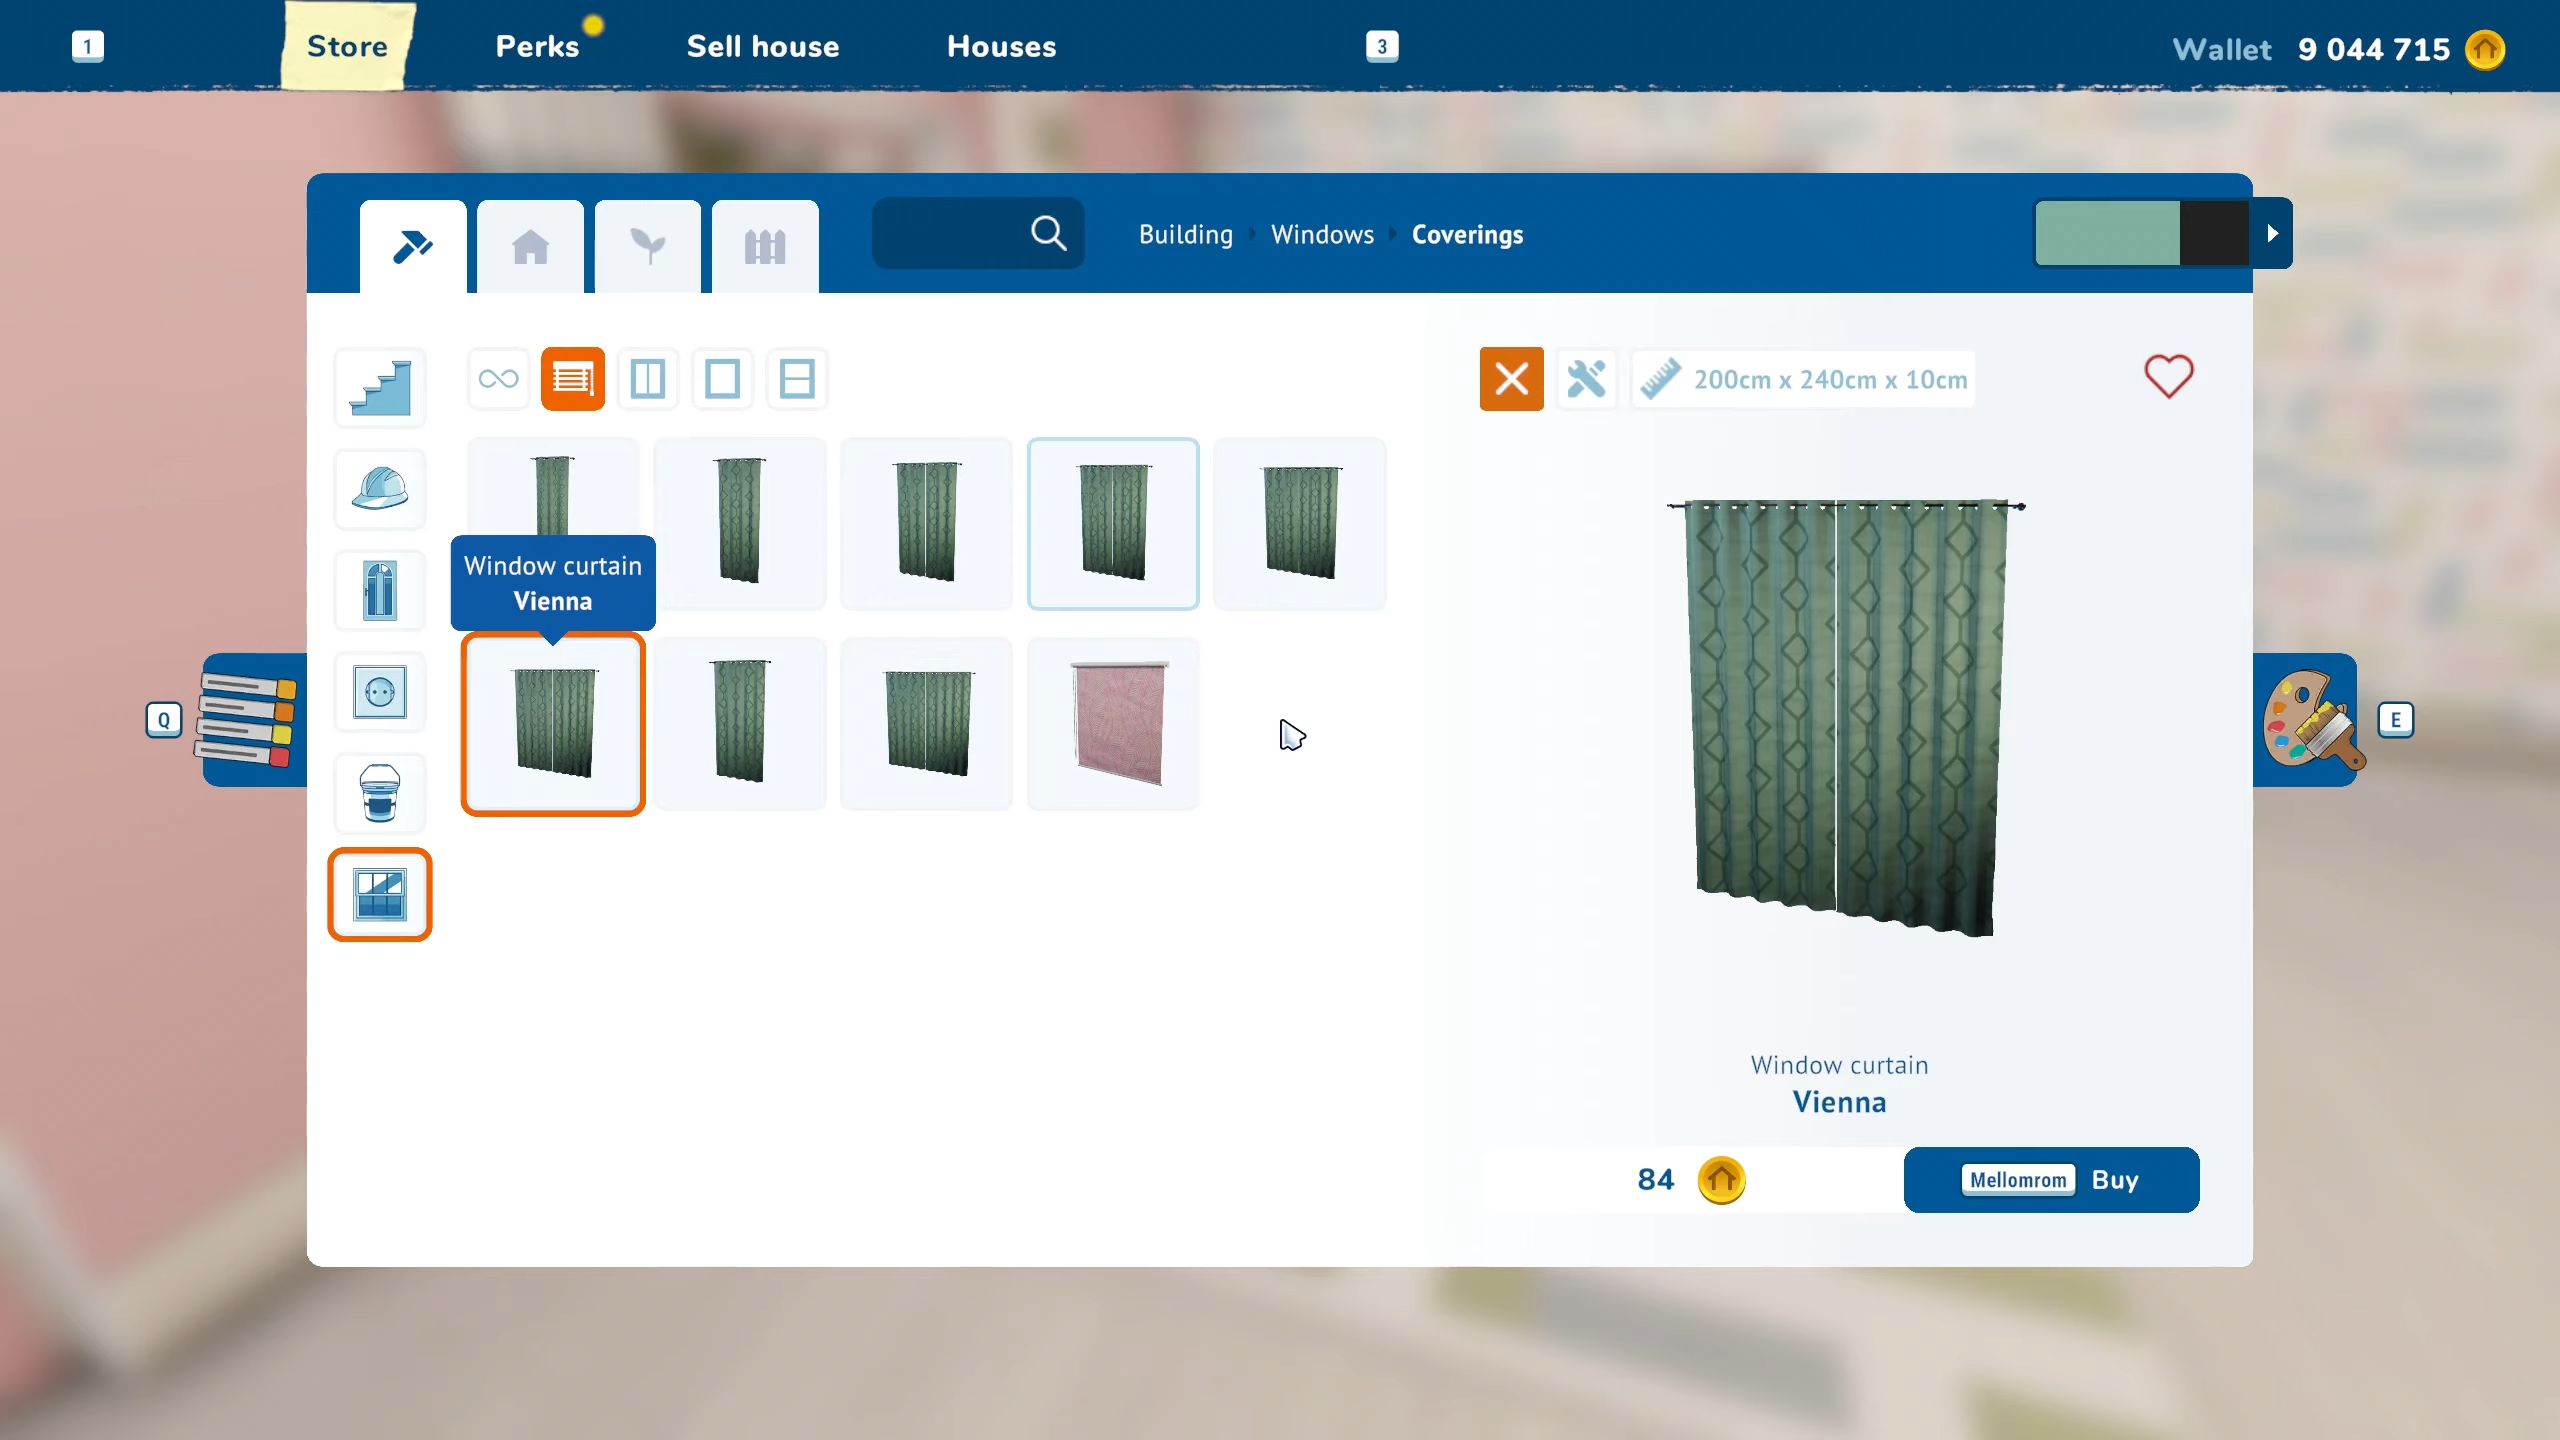 1
Store
Perks
Sell house
Houses
3
Wallet 9 044 715
Building
Windows
Coverings
200cm x 240cm x 10cm
Window curtain
Vienna
Q
E
Window curtain
Vienna
84
Mellomrom Buy